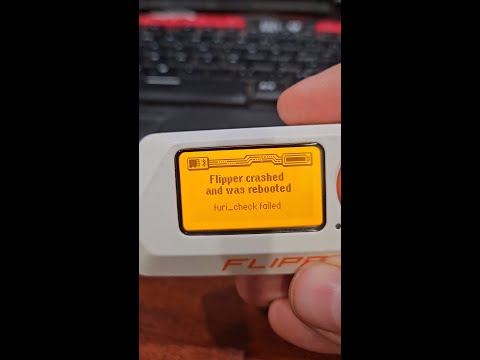 Flipper crashed
and was rebooted
furi_check failed
FLIPP